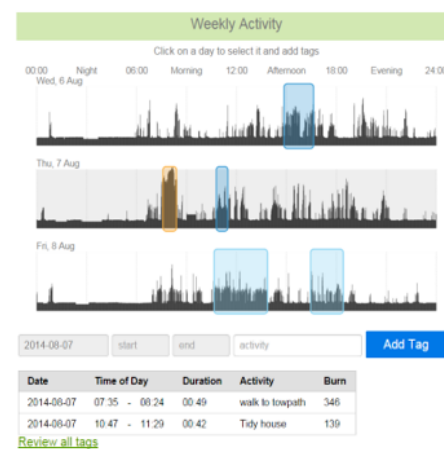 Weekly Activity
Click on a day to select it and add tags
00:00 Night 06:00 Morning 12:00 Afternoon 18:00 Evening 24:00
Wed, 6 Aug
Thu, 7 Aug
Fri, 8 Aug
2014-08-07 start end activity Add Tag
Date Time of Day Duration Activity Burn
2014-08-07 07:35 - 08:24 00:49 walk to towpath 346
2014-08-07 10:47 - 11:29 00:42 Tidy house 139
Review all tags